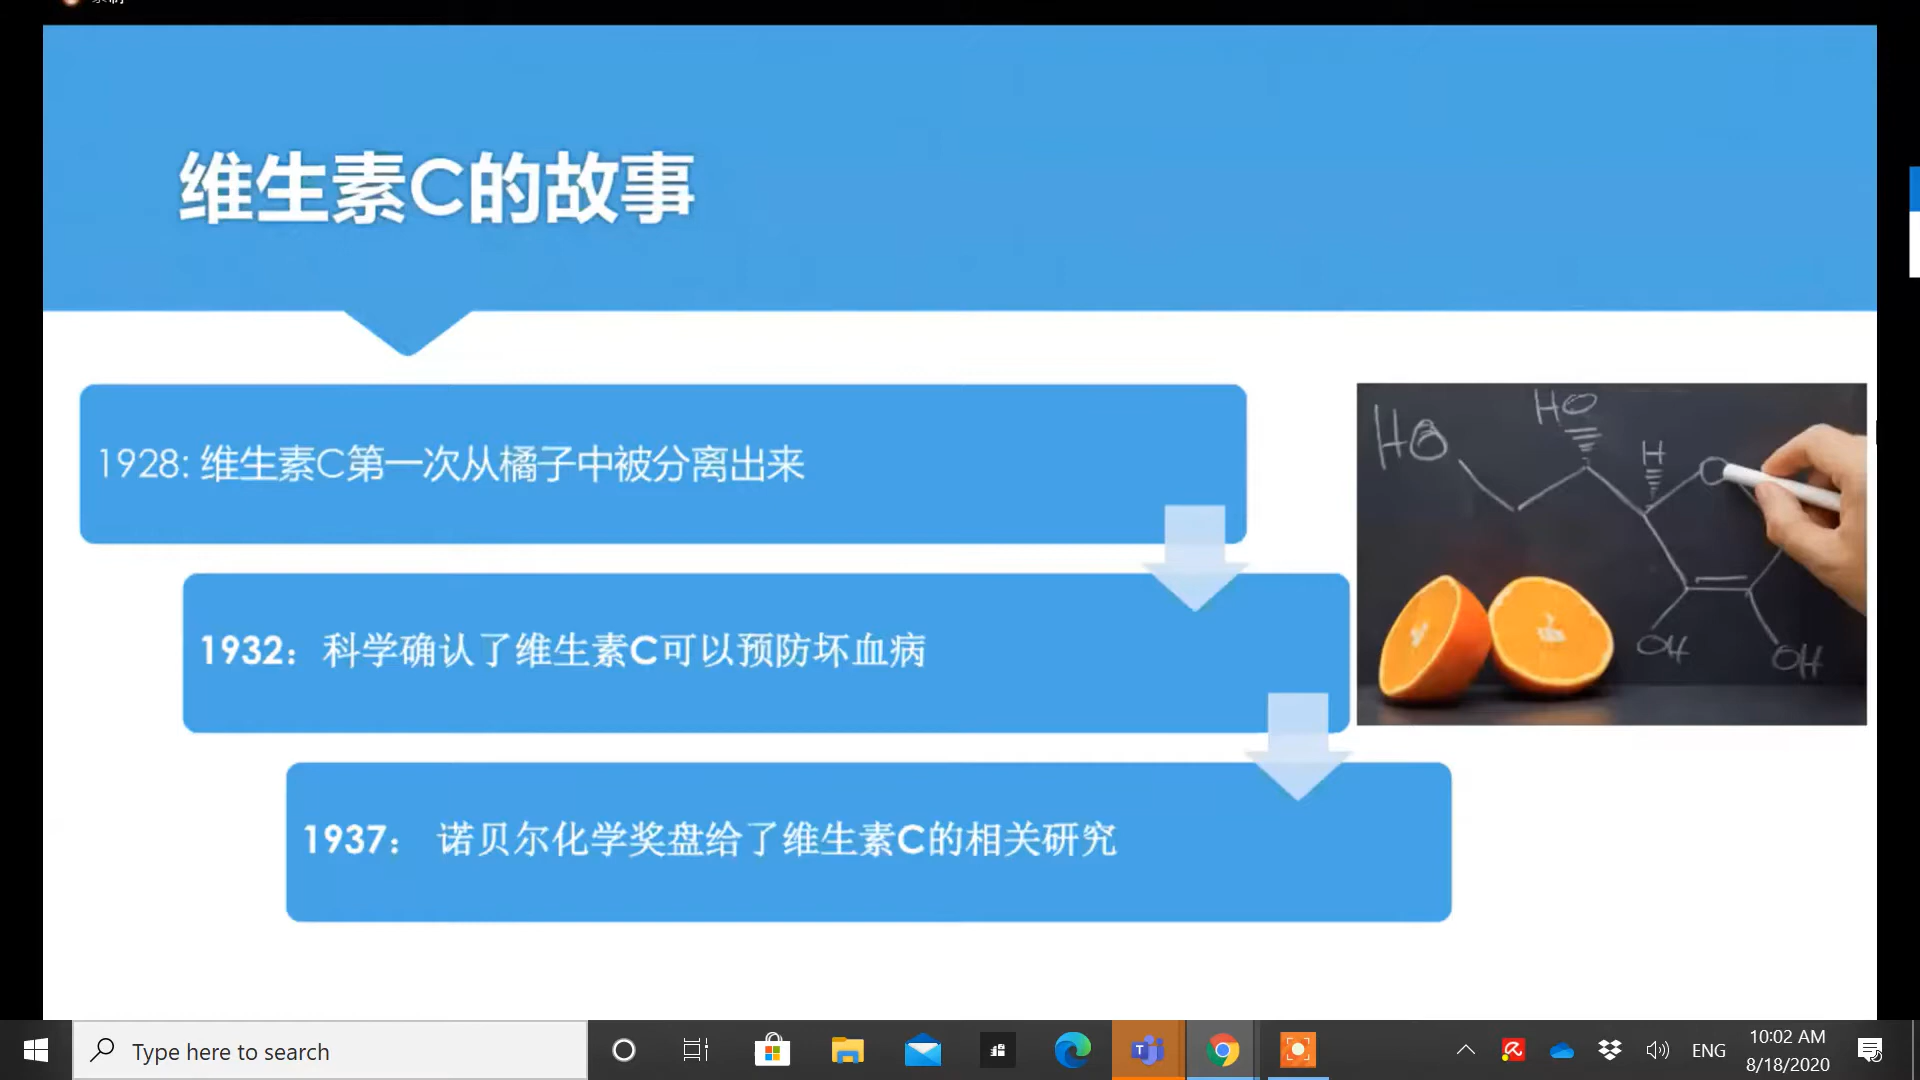 维生素C的故事
1928: 维生素C第一次从橘子中被分离出来
1932：科学确认了维生素C可以预防坏血病
1937： 诺贝尔化学奖盘给了维生素C的相关研究
HO
HO
H
O
OH
OH
Type here to search
ENG
10:02 AM
8/18/2020